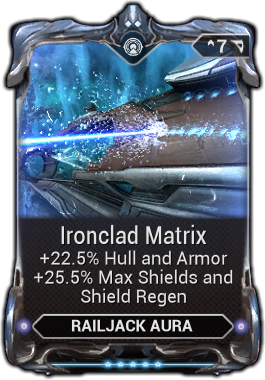 7
Ironclad Matrix
+22.5% Hull and Armor
+25.5% Max Shields and
Shield Regen
RAILJACK AURA